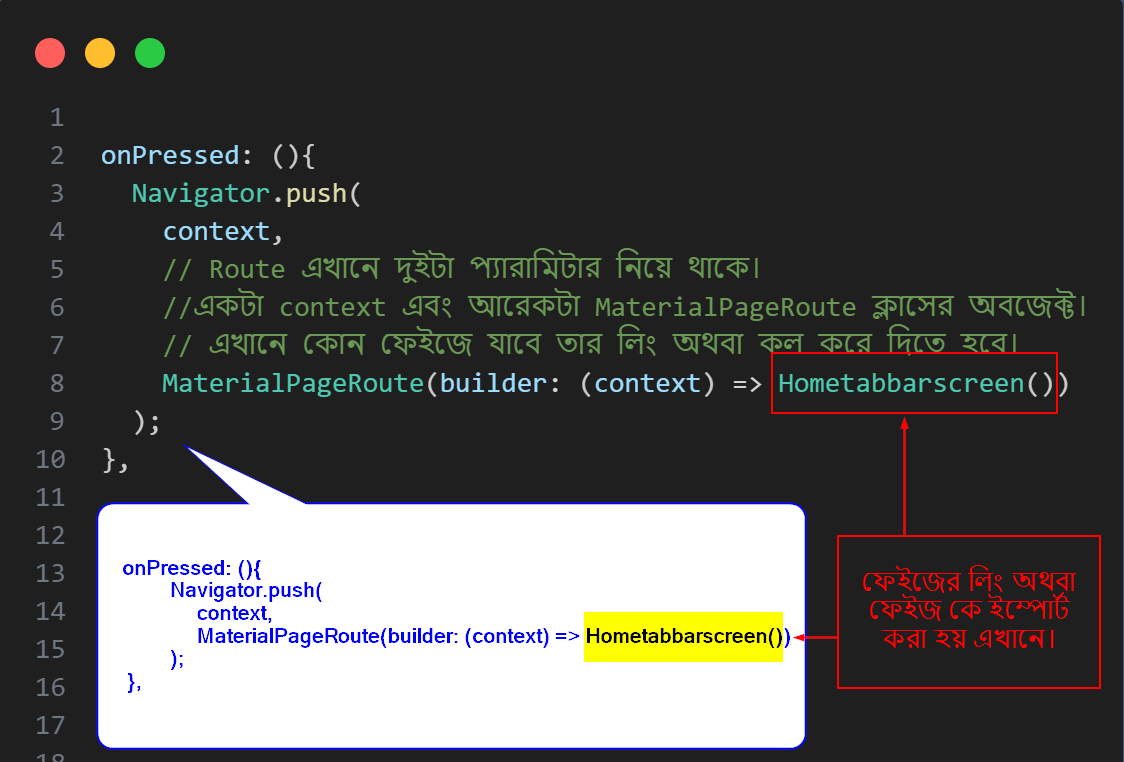 1
2 onPressed: (){
3 Navigator.push(
4 context,
5 // Route এখানে দুইটা প্যারামিটার নিয়ে থাকে।
6 //একটা context এবং আরেকটা MaterialPageRoute ক্লাসের অবজেক্ট।
7 // এখানে কোন ফেইজে যাবে তার লিং অথবা কল করে দিতে হবে।
8 MaterialPageRoute(builder: (context) => Hometabbarscreen())
9 );
10 },
11
12
13
14
15
16
17
18
onPressed: (){
Navigator.push(
context,
MaterialPageRoute(builder: (context) => Hometabbarscreen())
);
},
ফেইজের লিং অথবা
ফেইজ কে ইম্পোর্ট
করা হয় এখানে।